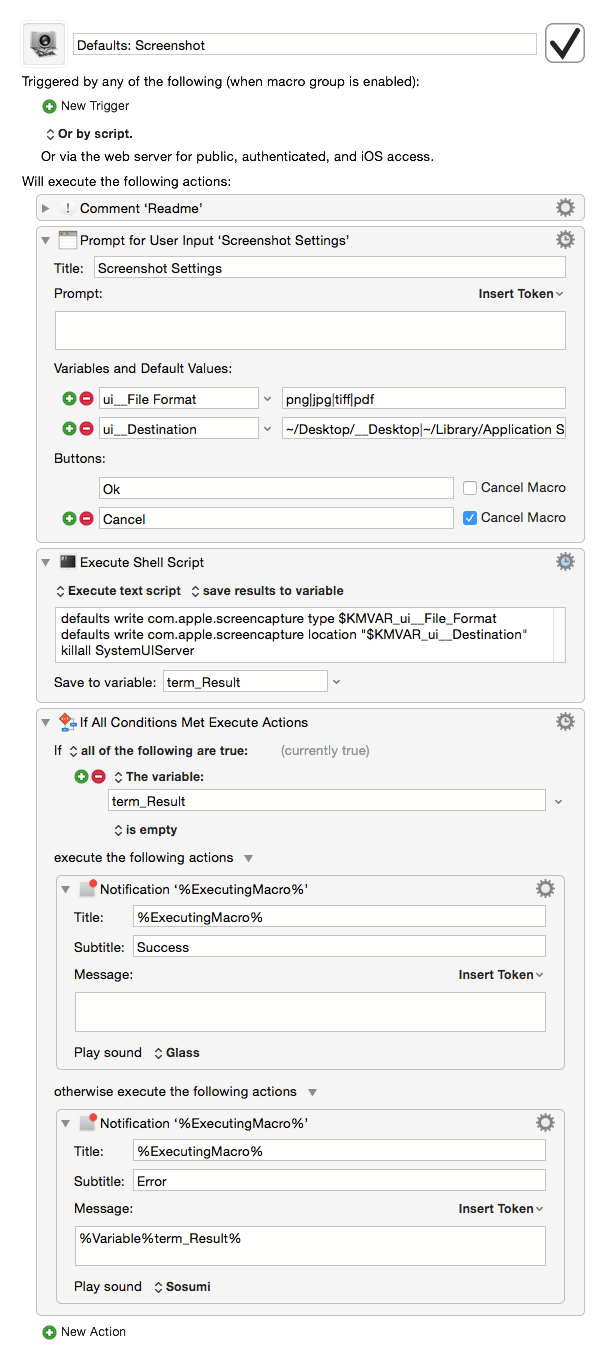 Defaults: Screenshot
Triggered by any of the following (when macro group is enabled):
New Trigger
Or by script.
Or via the web server for public, authenticated, and iOS access.
Will execute the following actions:
! Comment ‘Readme’
Prompt for User Input ‘Screenshot Settings’
Title: Screenshot Settings
Prompt: Insert Token
Variables and Default Values:
ui__File Format png|jpg|tiff|pdf
ui__Destination ~/Desktop/__Desktop|~/Library/Application S
Buttons:
Ok Cancel Macro
Cancel Cancel Macro
Execute Shell Script
Execute text script save results to variable
defaults write com.apple.screencapture type $KMVAR_ui__File_Format
defaults write com.apple.screencapture location "$KMVAR_ui__Destination"
killall SystemUIServer
Save to variable: term_Result
If All Conditions Met Execute Actions
If all of the following are true: (currently true)
The variable:
term_Result
is empty
execute the following actions
Notification ‘%ExecutingMacro%’
Title: %ExecutingMacro%
Subtitle: Success
Message: Insert Token
Play sound Glass
otherwise execute the following actions
Notification ‘%ExecutingMacro%’
Title: %ExecutingMacro%
Subtitle: Error
Message: Insert Token
%Variable%term_Result%
Play sound Sosumi
New Action